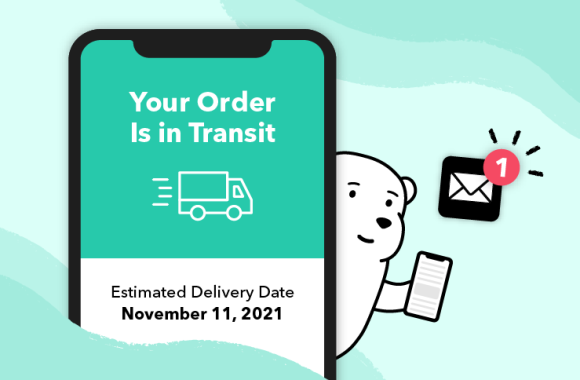 Your Order
Is in Transit
1
Estimated Delivery Date
November 11, 2021